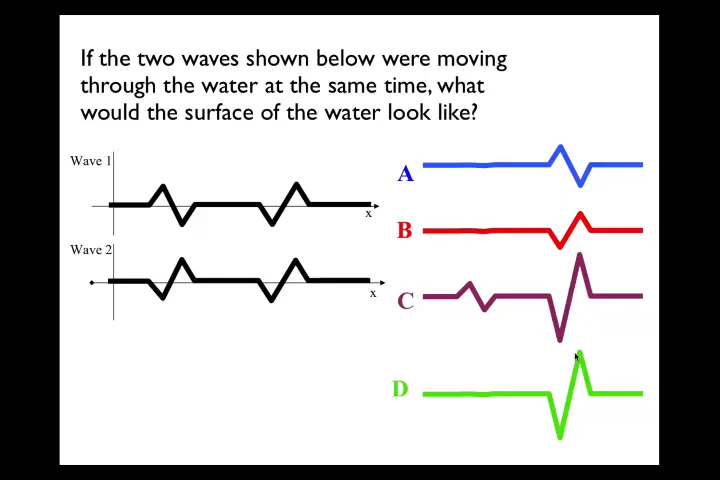 If the two waves shown below were moving
through the water at the same time, what
would the surface of the water look like?
Wave 1
x
Wave 2
x
A
B
C
D